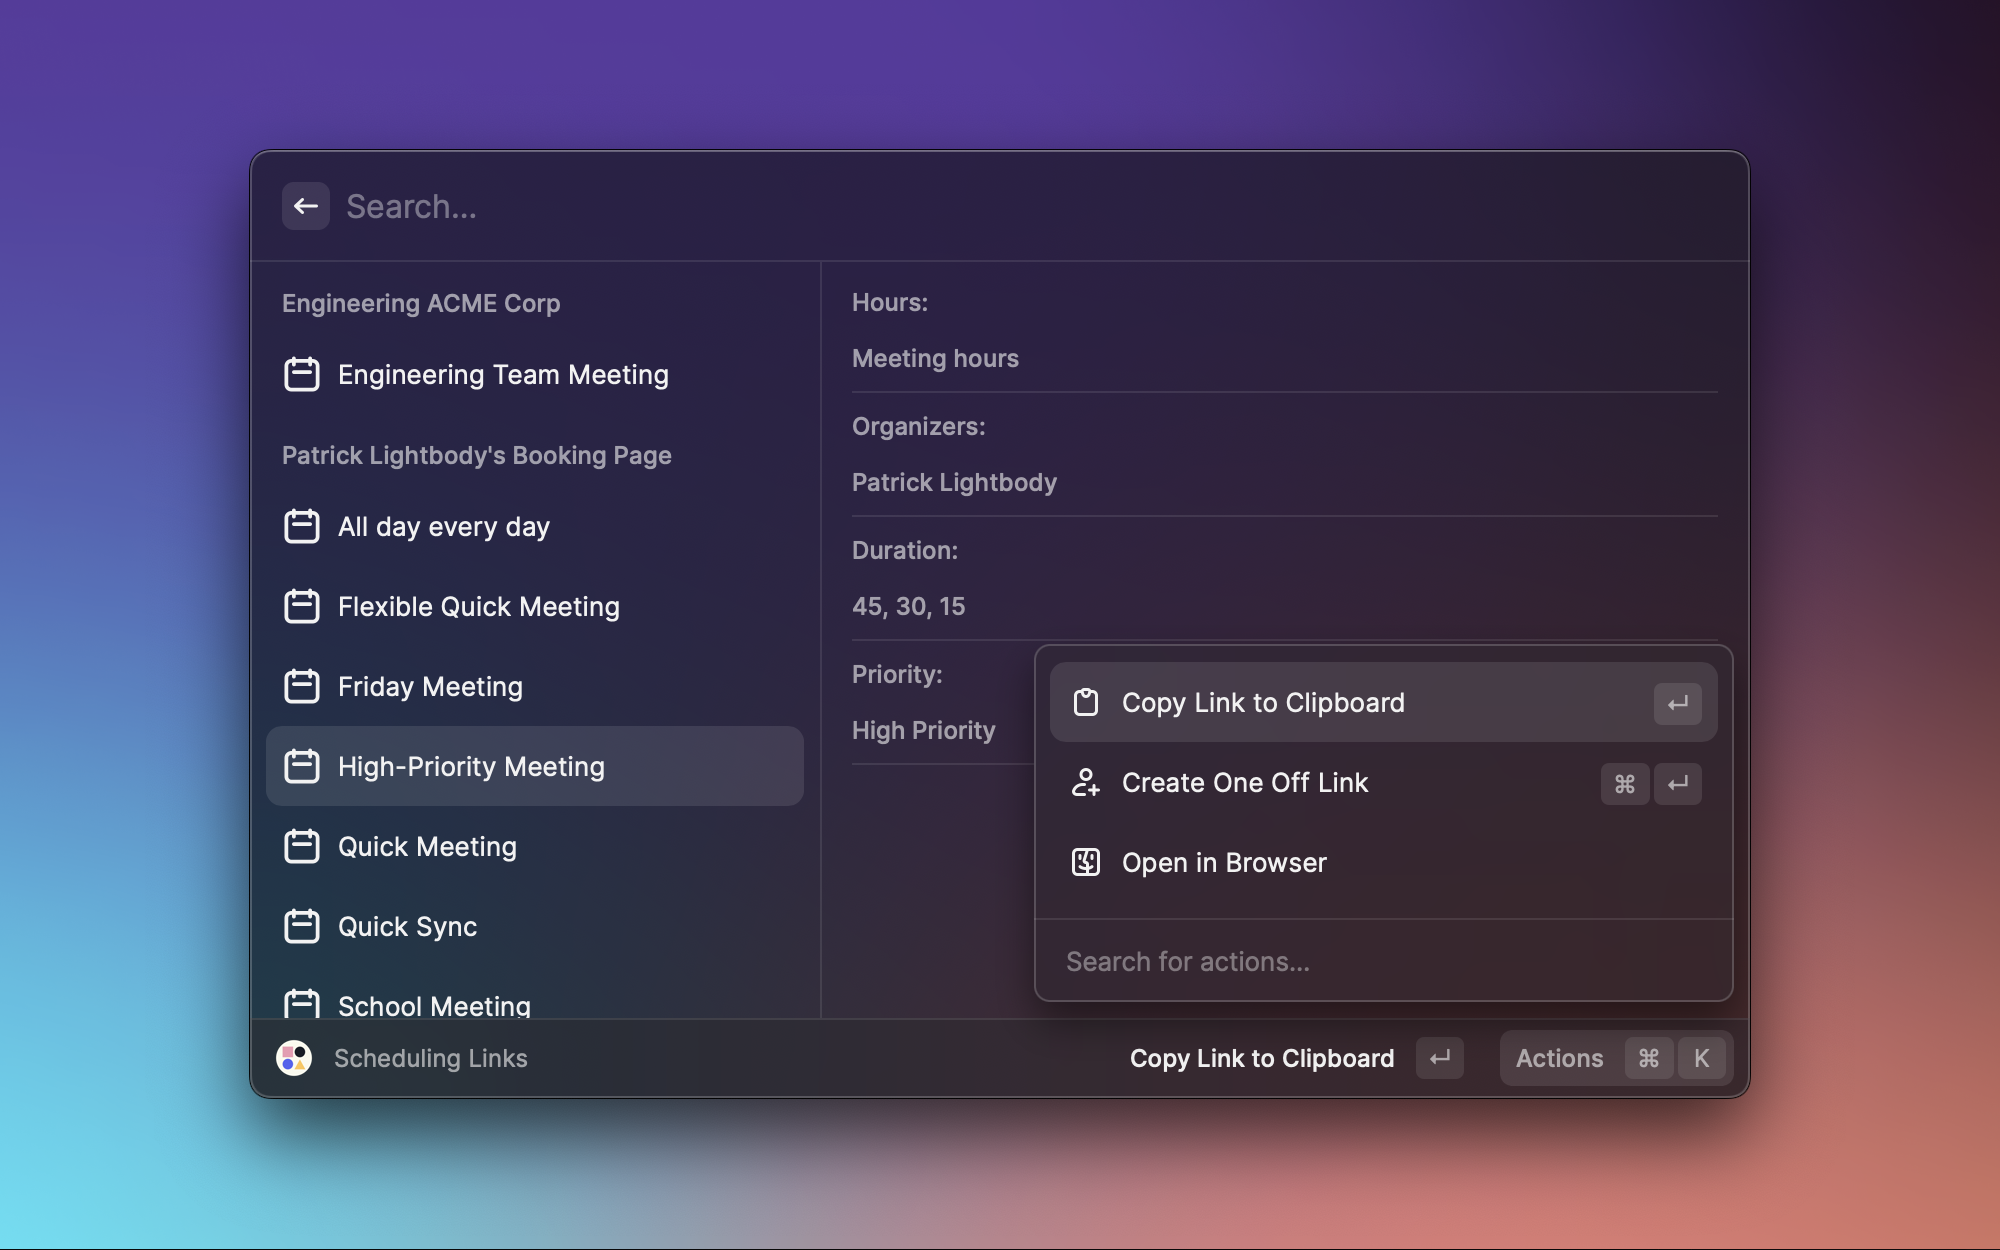 Search...
Engineering ACME Corp
Engineering Team Meeting
Patrick Lightbody's Booking Page
All day every day
Flexible Quick Meeting
Friday Meeting
High-Priority Meeting
Quick Meeting
Quick Sync
School Meeting
Hours:
Meeting hours
Organizers:
Patrick Lightbody
Duration:
45, 30, 15
Priority:
High Priority
Copy Link to Clipboard ↵
Create One Off Link ⌘ ↵
Open in Browser
Search for actions...
Scheduling Links
Copy Link to Clipboard ↵
Actions ⌘ K